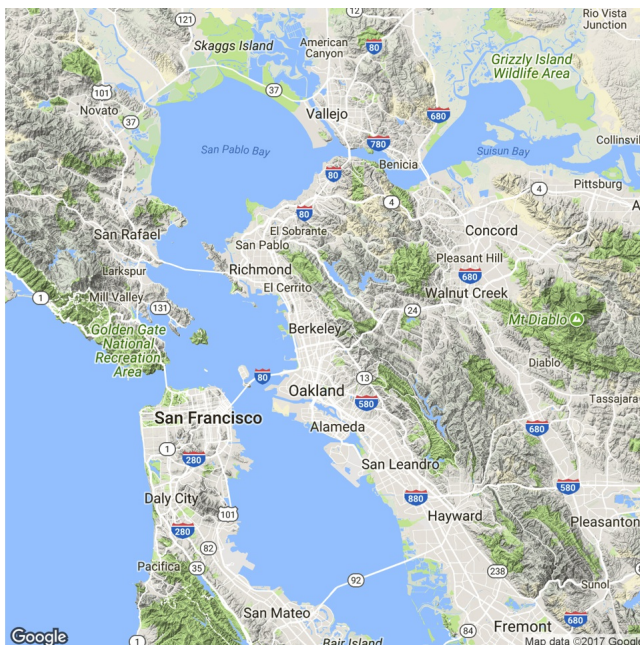 121
12
Rio Vista
Junction
Skaggs Island
American
Canyon
80
Grizzly Island
Wildlife Area
101
37
Novato
Vallejo
680
37
780
San Pablo Bay
Benicia
Suisun Bay
Collinsvi
80
Pittsburg
4
80
4
San Rafael
El Sobrante
Concord
San Pablo
Pleasant Hill
Larkspur
Richmond
680
1
Mill Valley
El Cerrito
Walnut Creek
131
24
Mt Diablo
Golden Gate
National
Recreation
Area
Berkeley
Diablo
80
13
Oakland
Tassajara
580
San Francisco
Alameda
680
1
280
San Leandro
580
Daly City
880
101
Hayward
Pleasanton
280
82
Pacifica
35
92
238
Sunol
San Mateo
680
84
Fremont
1
Bair Island
Google
Map data ©2017 Google